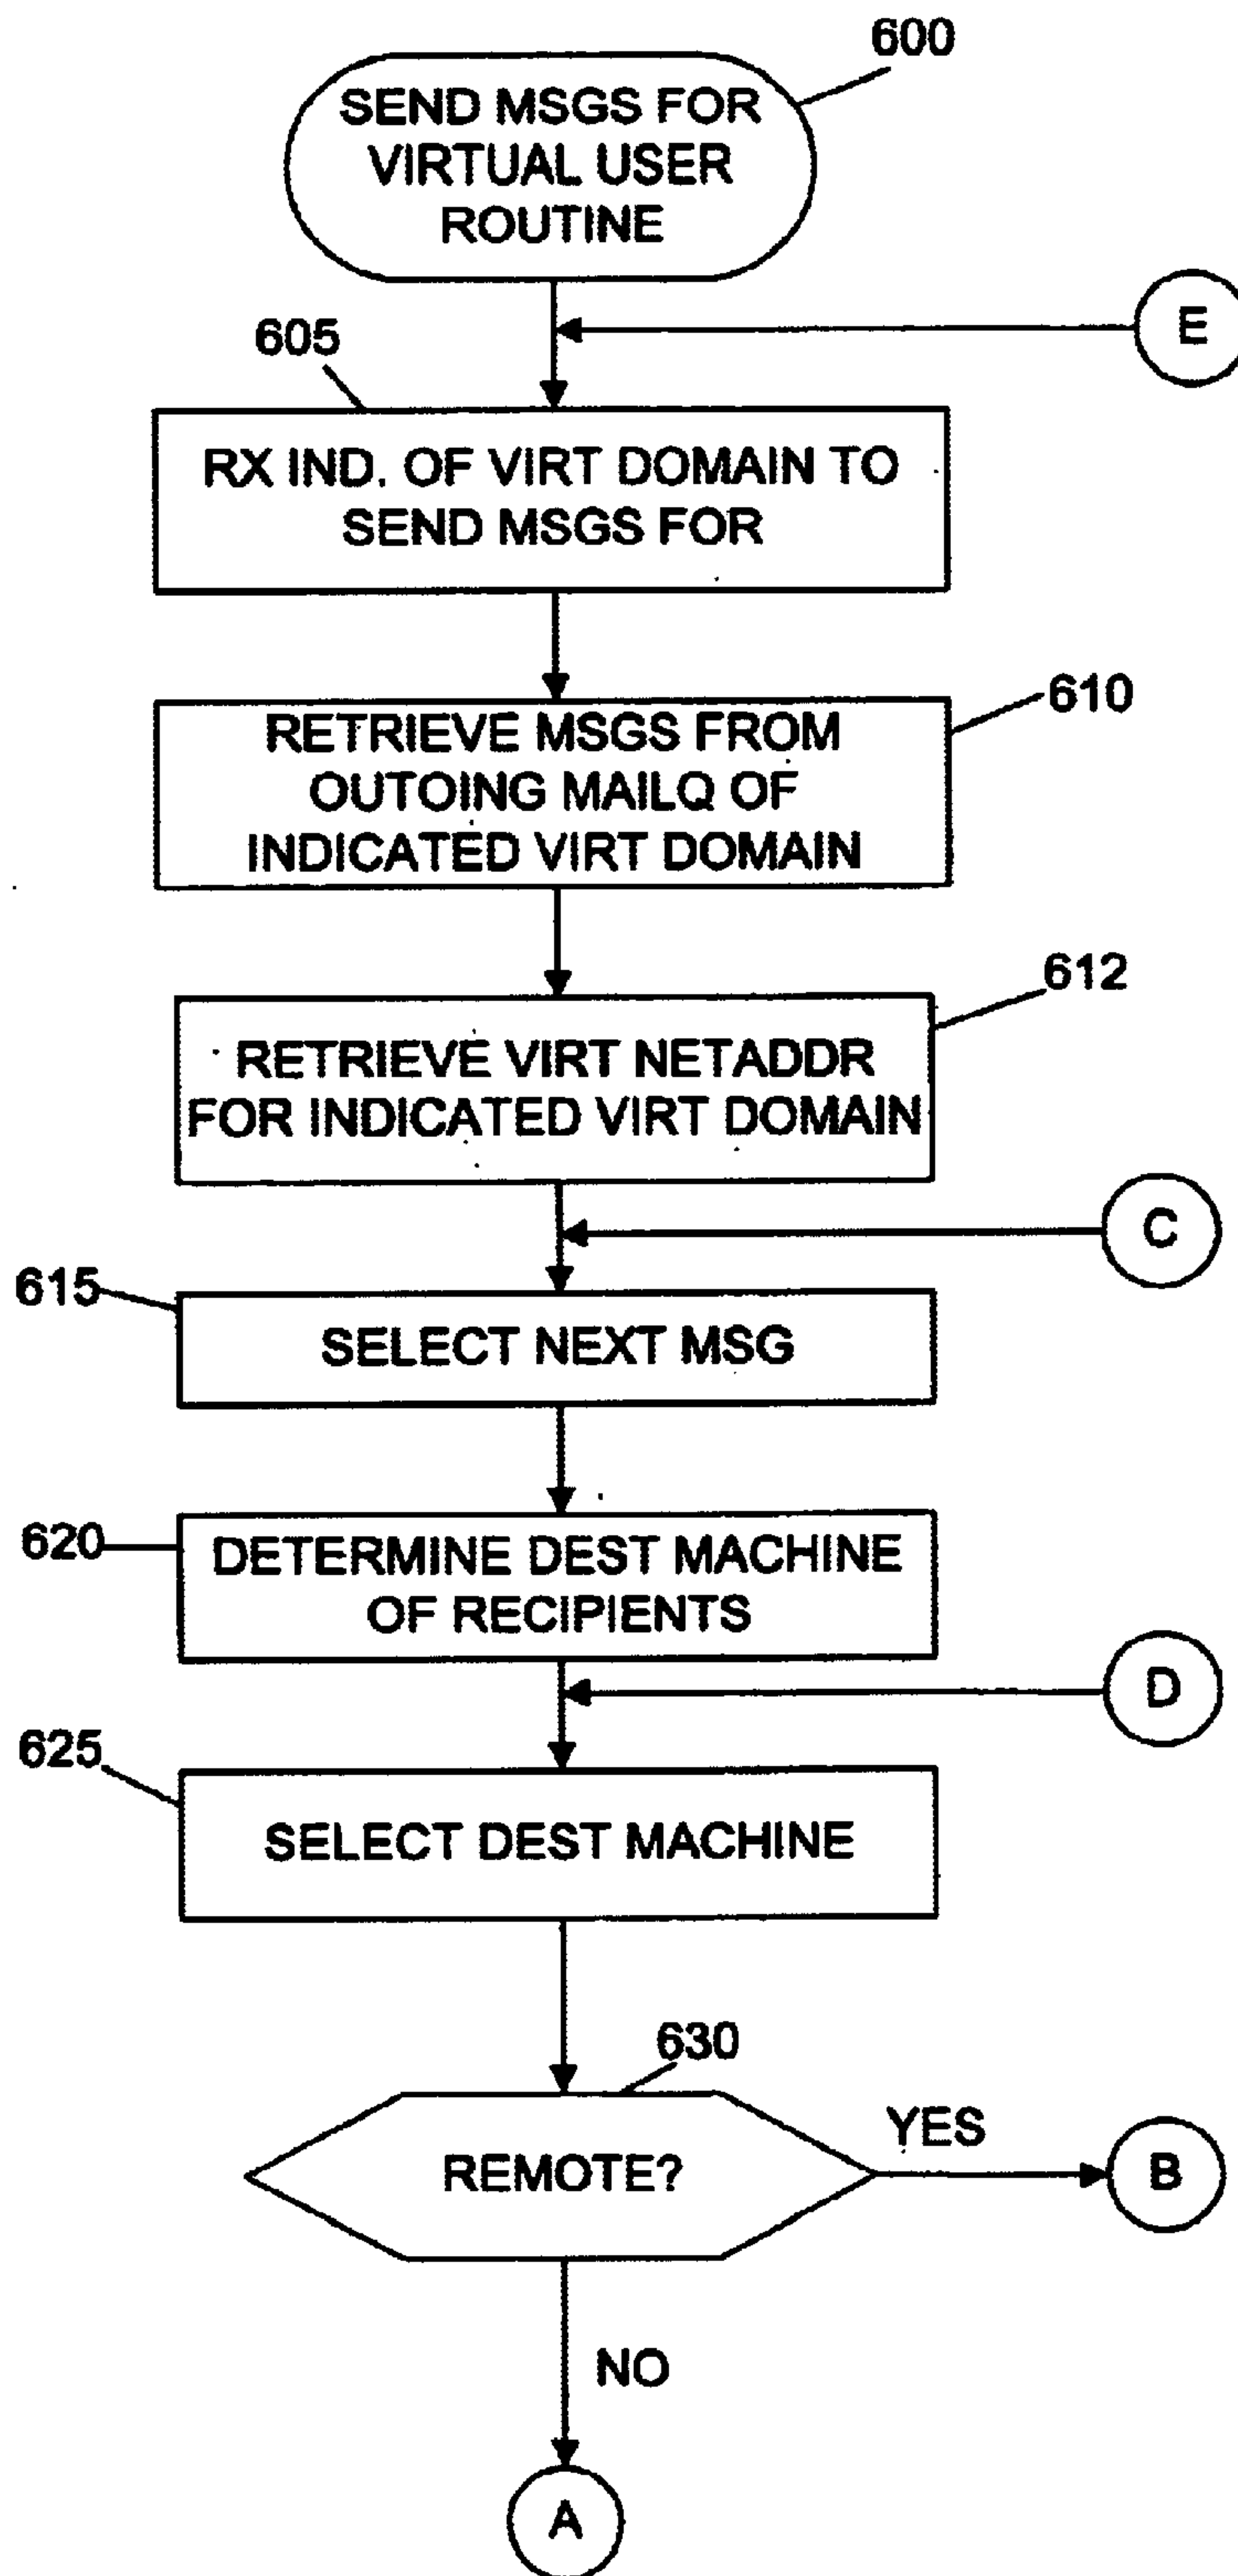 600
SEND MSGS FOR
VIRTUAL USER
ROUTINE
E
605
RX IND. OF VIRT DOMAIN TO
SEND MSGS FOR
610
RETRIEVE MSGS FROM
OUTOING MAILQ OF
INDICATED VIRT DOMAIN
612
RETRIEVE VIRT NETADDR
FOR INDICATED VIRT DOMAIN
C
615
SELECT NEXT MSG
620
DETERMINE DEST MACHINE
OF RECIPIENTS
D
625
SELECT DEST MACHINE
630
REMOTE?
YES
B
NO
A